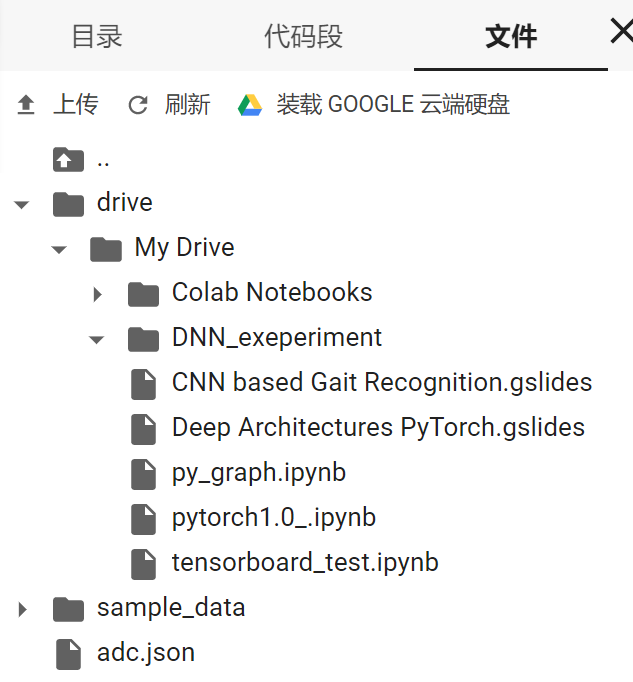 目录 代码段 文件
上传 刷新 装载 GOOGLE 云端硬盘
..
drive
My Drive
Colab Notebooks
DNN_exeperiment
CNN based Gait Recognition.gslides
Deep Architectures PyTorch.gslides
py_graph.ipynb
pytorch1.0_.ipynb
tensorboard_test.ipynb
sample_data
adc.json